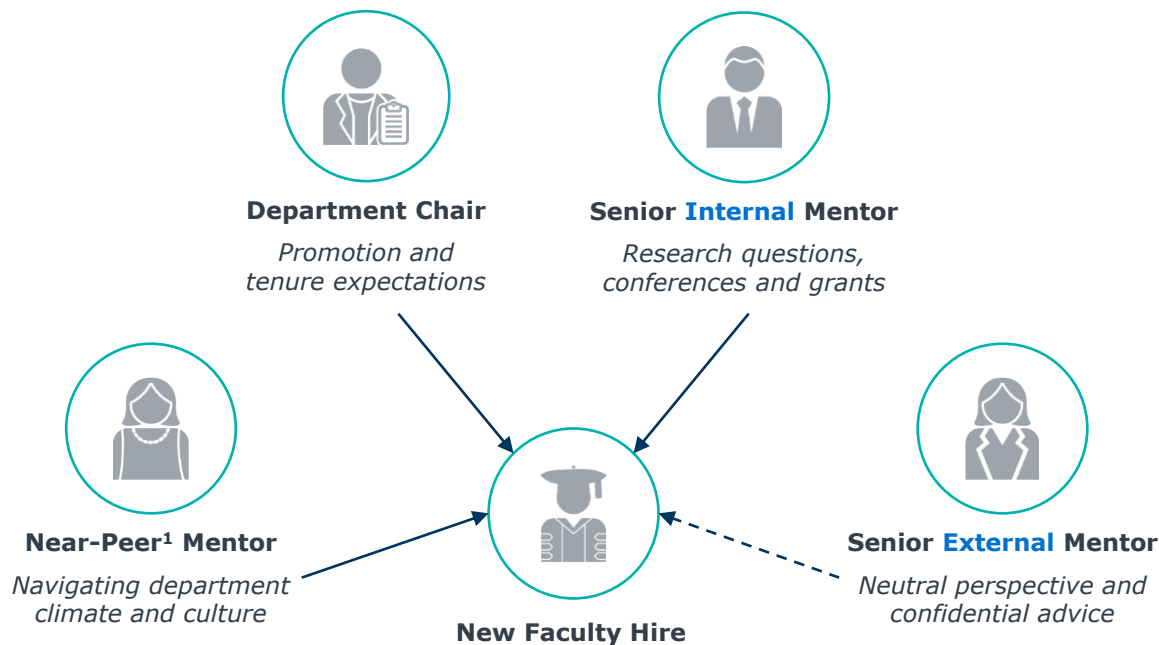 Department Chair
Promotion and
tenure expectations
Senior Internal Mentor
Research questions,
conferences and grants
Near-Peer¹ Mentor
Navigating department
climate and culture
Senior External Mentor
Neutral perspective and
confidential advice
New Faculty Hire